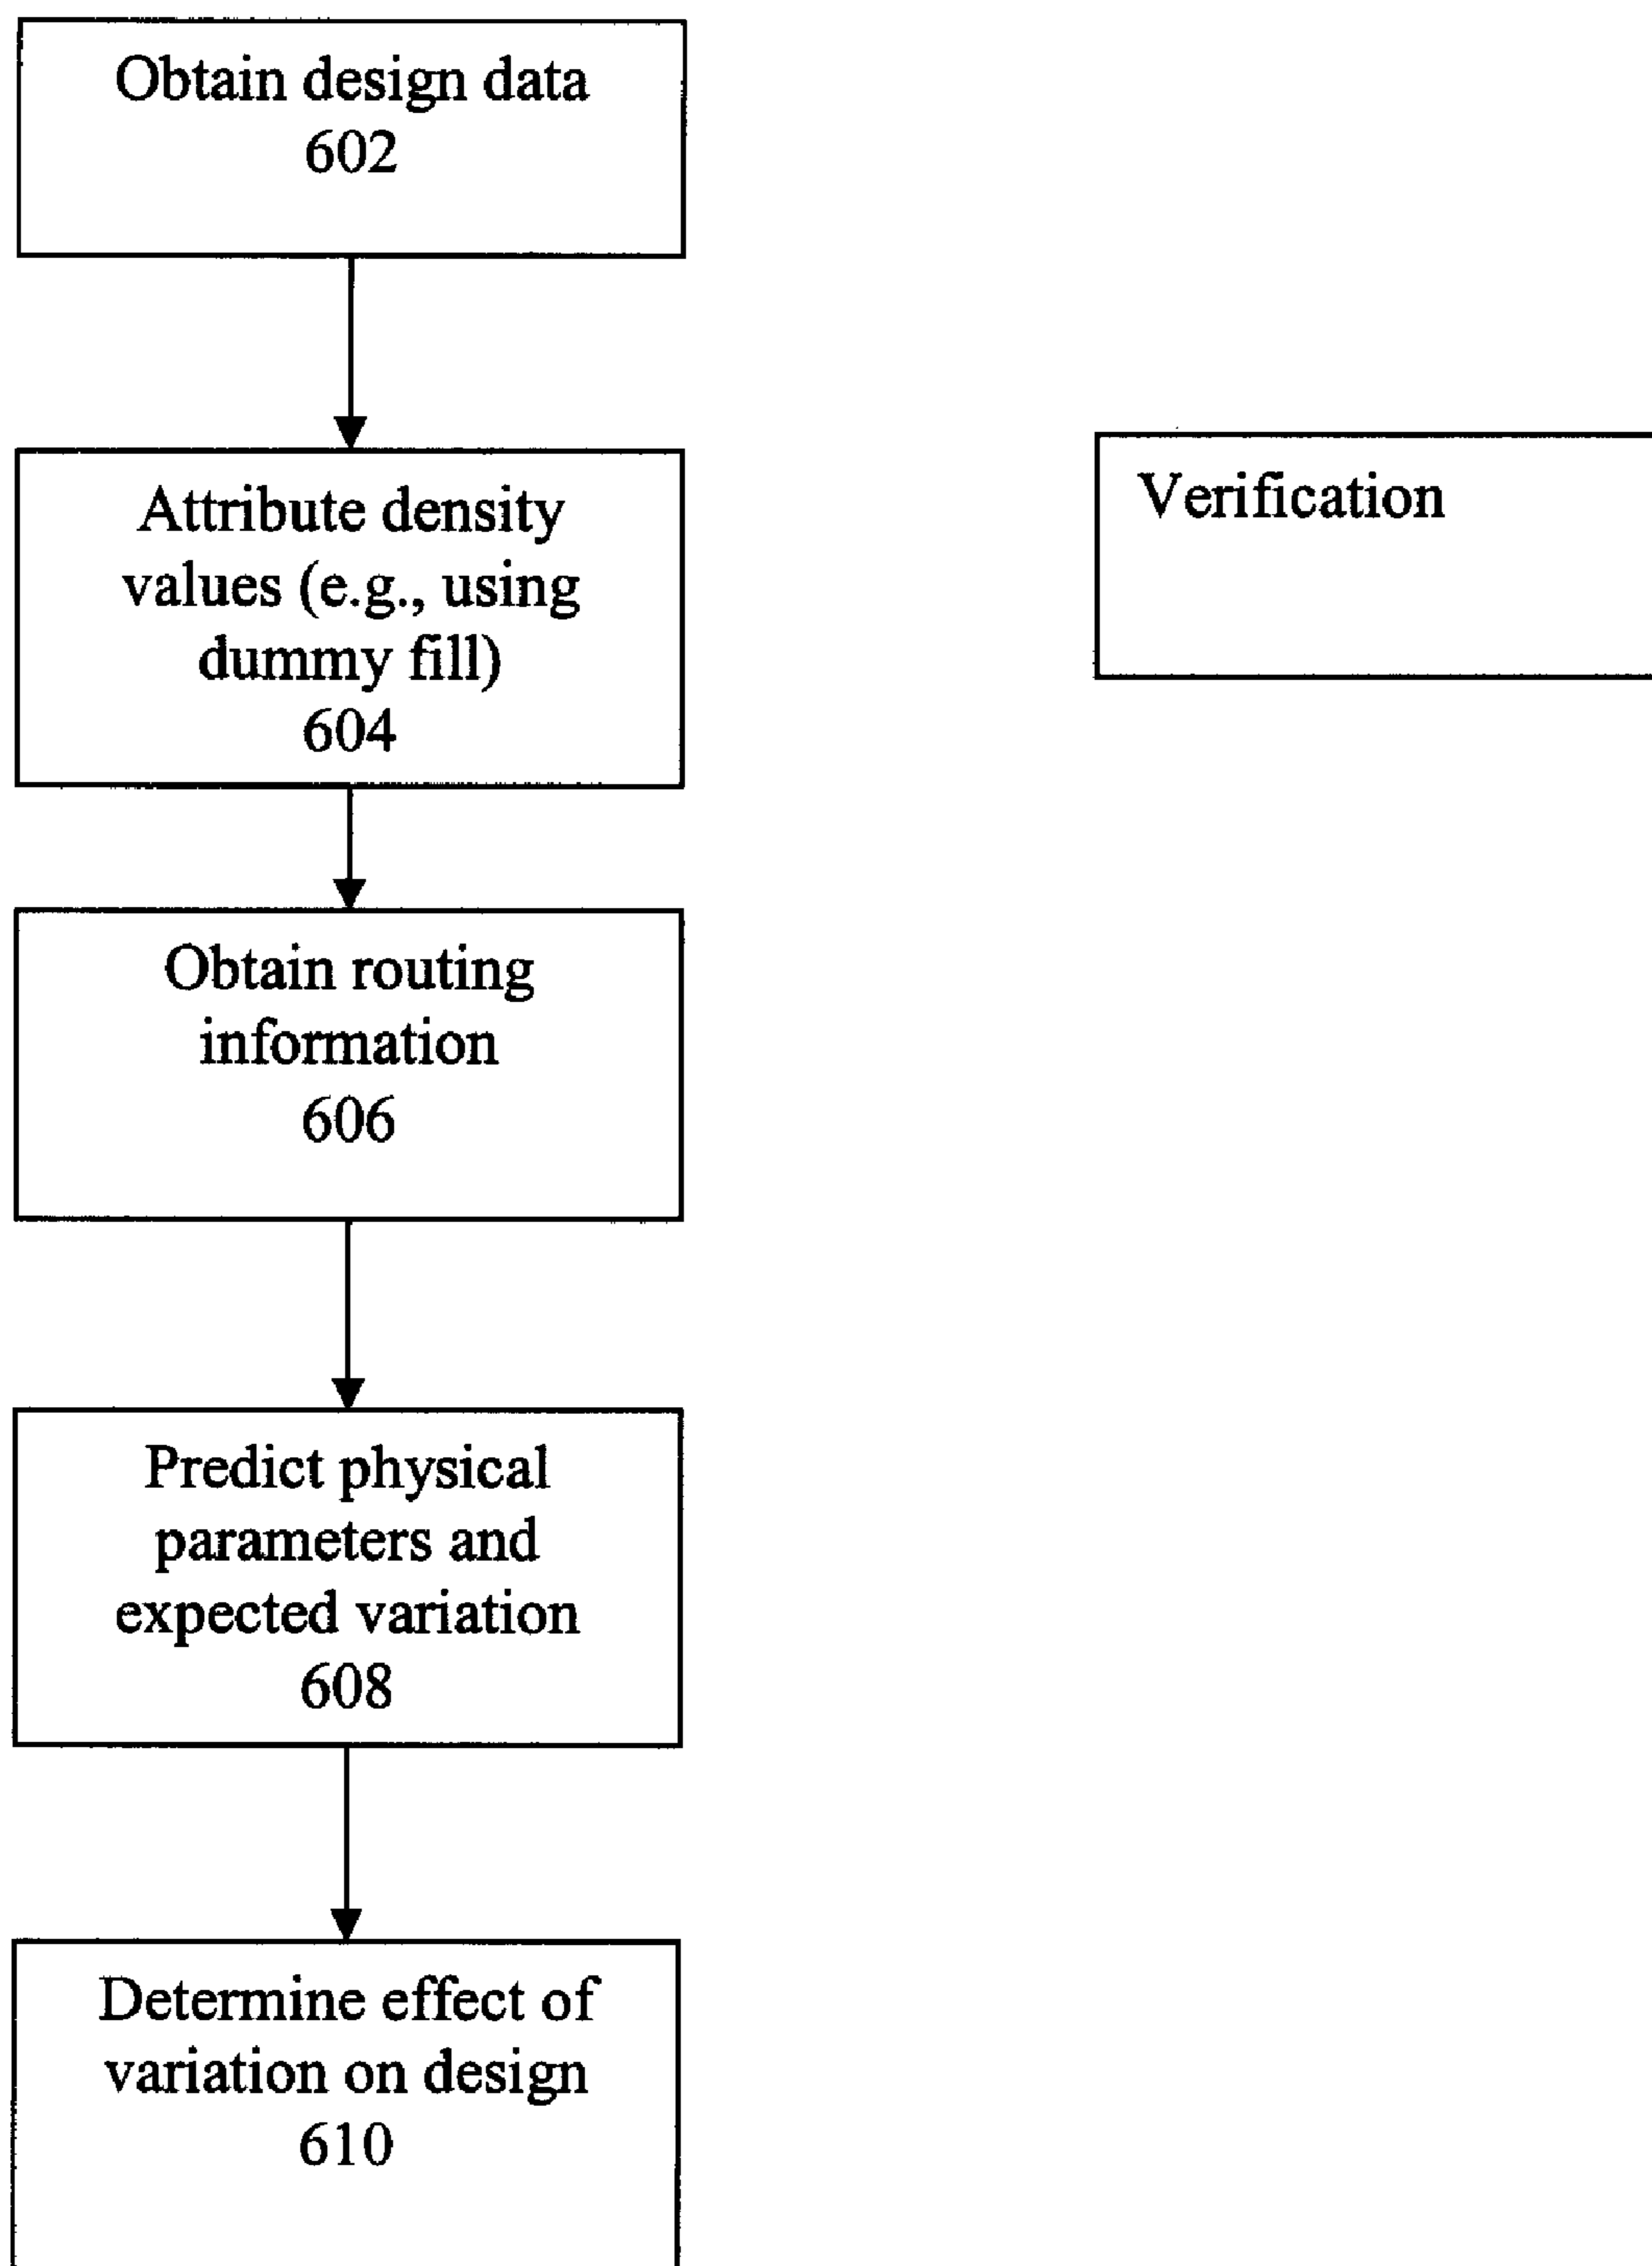 Obtain design data
602
Attribute density
values (e.g., using
dummy fill)
604
Verification
Obtain routing
information
606
Predict physical
parameters and
expected variation
608
Determine effect of
variation on design
610